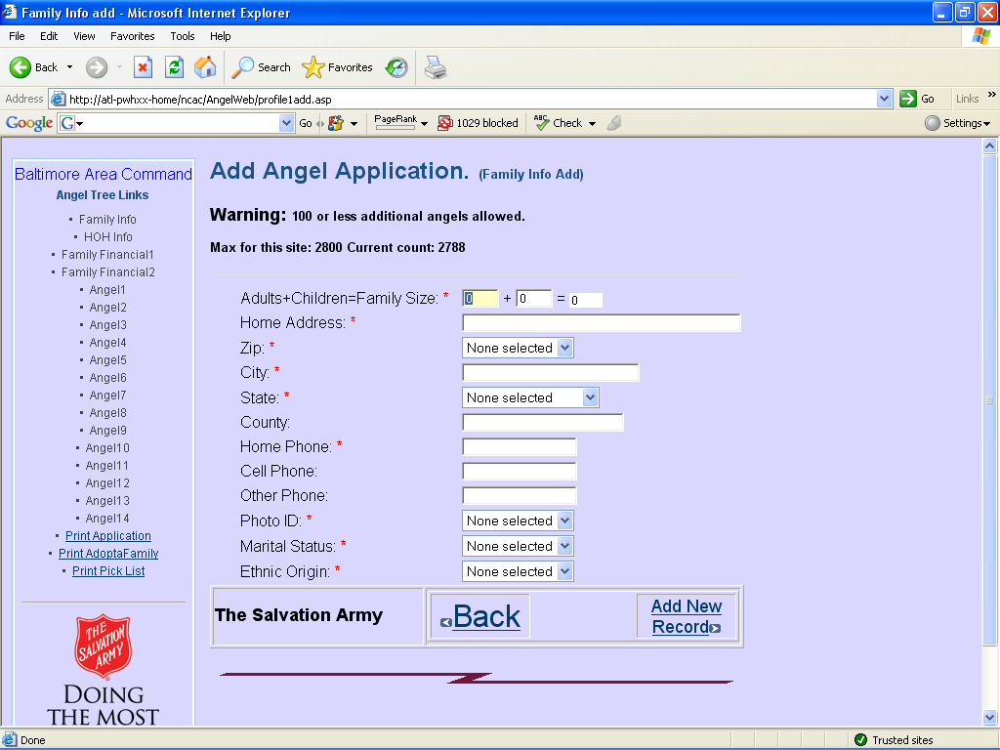 Family Info add - Microsoft Internet Explorer
File Edit View Favorites Tools Help
Back Search Favorites
Address http://atl-pwhxx-home/ncac/AngelWeb/profile1add.asp Go Links »
Google G Go PageRank 1029 blocked ABC Check Settings
Baltimore Area Command
Angel Tree Links
Family Info
HOH Info
Family Financial1
Family Financial2
Angel1
Angel2
Angel3
Angel4
Angel5
Angel6
Angel7
Angel8
Angel9
Angel10
Angel11
Angel12
Angel13
Angel14
Print Application
Print AdoptaFamily
Print Pick List
THE SALVATION ARMY
DOING
THE MOST
Add Angel Application. (Family Info Add)
Warning: 100 or less additional angels allowed.
Max for this site: 2800 Current count: 2788
Adults+Children=Family Size: * 0 + 0 = 0
Home Address: *
Zip: * None selected
City: *
State: * None selected
County:
Home Phone: *
Cell Phone:
Other Phone:
Photo ID: * None selected
Marital Status: * None selected
Ethnic Origin: * None selected
The Salvation Army Back Add New
Record
Done Trusted sites